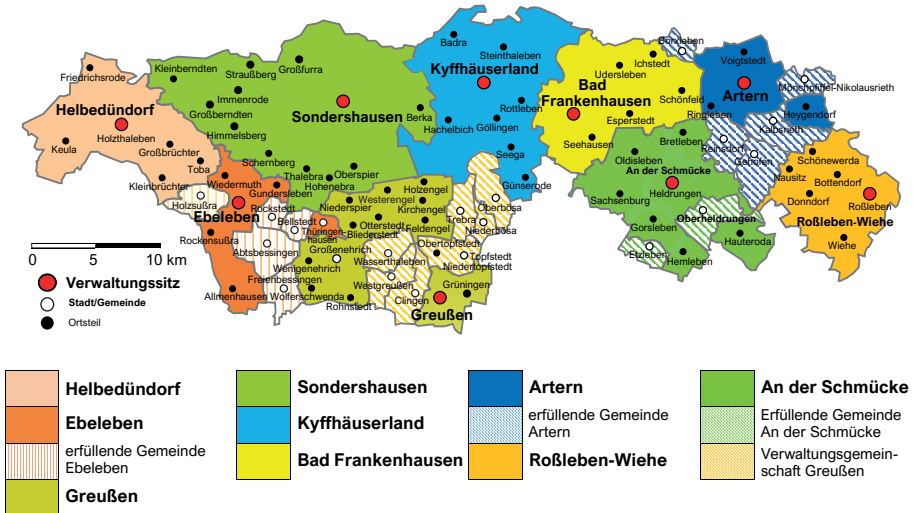 Badra
Steinthaleben
Kyffhäuserland
Rottleben
Hachelbich
Göllingen
Seega
Günserode
Borxleben
Ichstedt
Udersleben
Bad
Frankenhausen
Schönfeld
Esperstedt
Seehausen
Ringleben
Voigtstedt
Artern
Mönchpfiffel-Nikolausrieth
Heygendorf
Kalbsrieth
Reinsdorf
Gehofen
Friedrichsrode
Helbedündorf
Holzthaleben
Keula
Großbrüchter
Toba
Kleinbrüchter
Kleinberndten
Straußberg
Großfurra
Immenrode
Großberndten
Himmelsberg
Sondershausen
Berka
Schernberg
Thalebra
Hohenebra
Oberspier
Bretleben
Oldisleben
An der Schmücke
Heldrungen
Sachsenburg
Gorsleben
Oberheldrungen
Hauteroda
Etzleben
Hemleben
Schönewerda
Nausitz
Bottendorf
Donndorf
Roßleben
Roßleben-Wiehe
Wiehe
Wiedermuth
Gundersleben
Holzsußra
Ebeleben
Rockstedt
Bellstedt
Thüringen-
hausen
Rockensußra
Abtsbessingen
Freienbessingen
Allmenhausen
Wolferschwenda
Niederspier
Westerengel
Holzengel
Kirchengel
Feldengel
Otterstedt
Bliederstedt
Großenehrich
Wenigenehrich
Rohnstedt
Wasserthaleben
Westgreußen
Clingen
Trebra
Oberbösa
Niederbösa
Obertopfstedt
Topfstedt
Niedertopfstedt
Grüningen
Greußen
0 5 10 km
Verwaltungssitz
Stadt/Gemeinde
Ortsteil
Helbedündorf
Ebeleben
erfüllende Gemeinde
Ebeleben
Greußen
Sondershausen
Kyffhäuserland
Bad Frankenhausen
Artern
erfüllende Gemeinde
Artern
Roßleben-Wiehe
An der Schmücke
Erfüllende Gemeinde
An der Schmücke
Verwaltungsgemein-
schaft Greußen